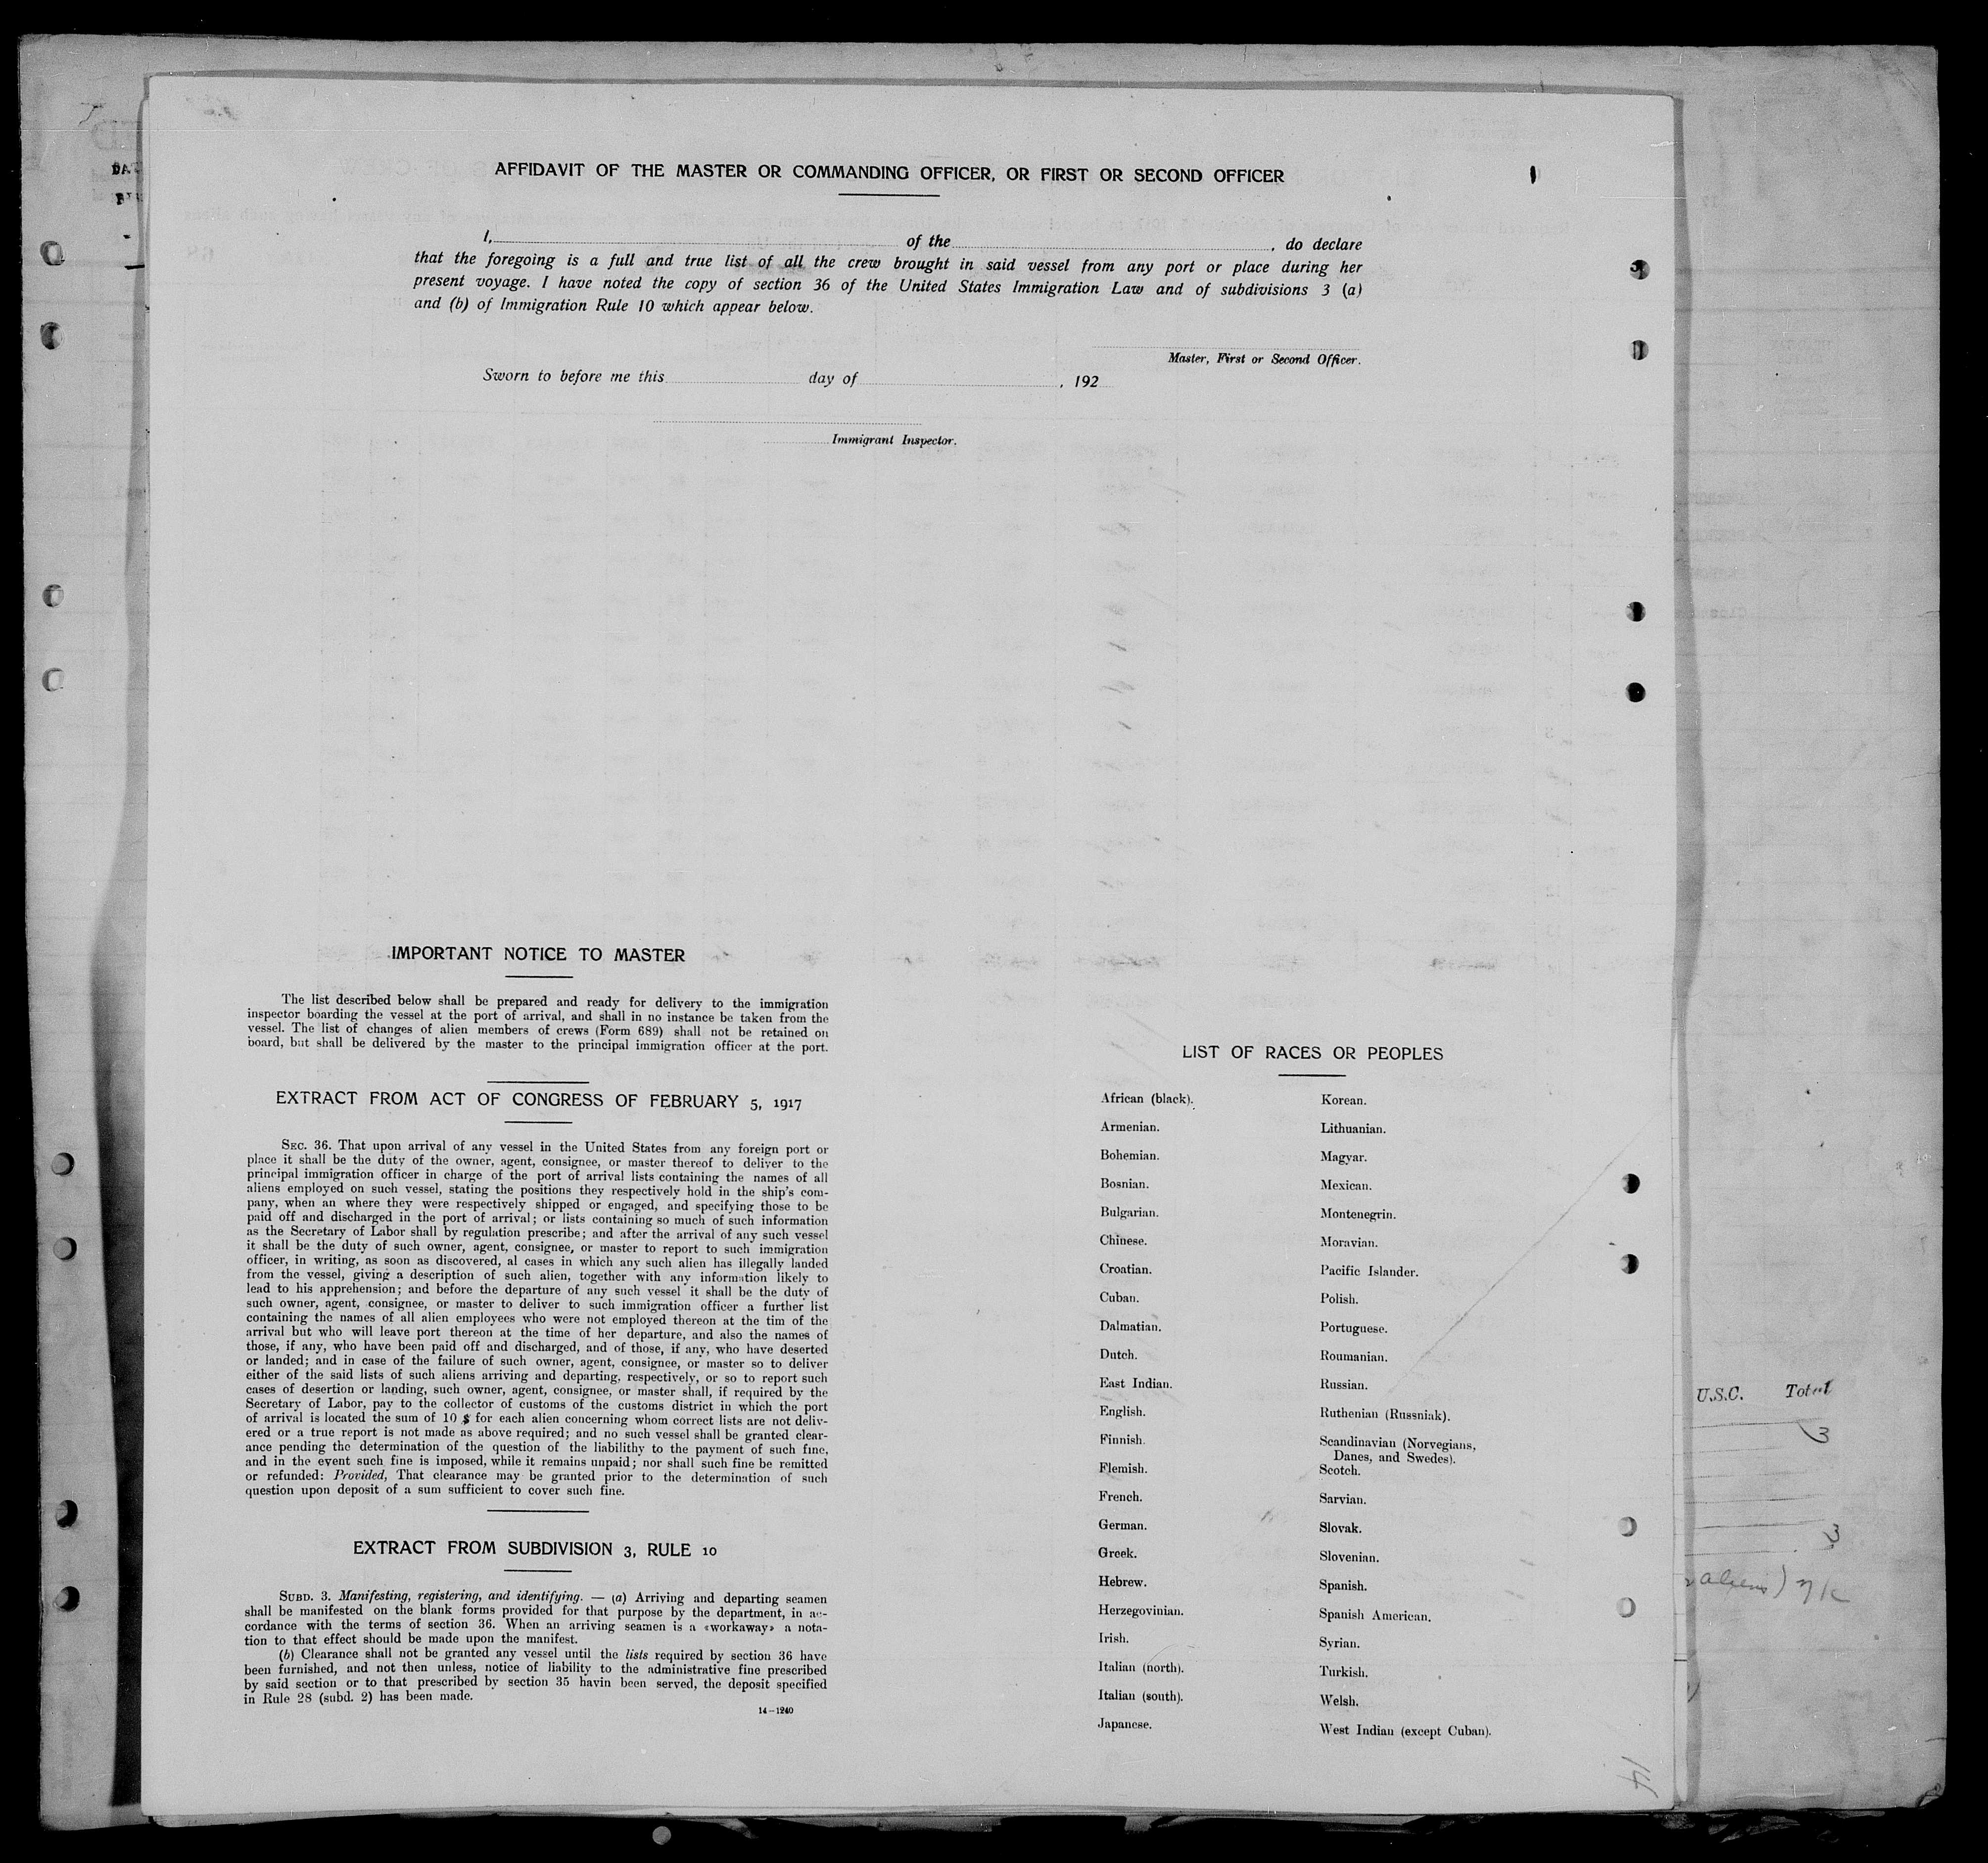 AFFIDAVIT OF THE MASTER OR COMMANDING OFFICER, OR FIRST OR SECOND OFFICER
I, of the , do declare
that the foregoing is a full and true list of all the crew brought in said vessel from any port or place during her
present voyage. I have noted the copy of section 36 of the United States Immigration Law and of subdivisions 3 (a)
and (b) of Immigration Rule 10 which appear below.
Master, First or Second Officer.
Sworn to before me this day of , 192
Immigrant Inspector.
IMPORTANT NOTICE TO MASTER
The list described below shall be prepared and ready for delivery to the immigration
inspector boarding the vessel at the port of arrival, and shall in no instance be taken from the
vessel. The list of changes of alien members of crews (Form 689) shall not be retained on
board, but shall be delivered by the master to the principal immigration officer at the port.
EXTRACT FROM ACT OF CONGRESS OF FEBRUARY 5, 1917
SEC. 36. That upon arrival of any vessel in the United States from any foreign port or
place it shall be the duty of the owner, agent, consignee, or master thereof to deliver to the
principal immigration officer in charge of the port of arrival lists containing the names of all
aliens employed on such vessel, stating the positions they respectively hold in the ship's com-
pany, when an where they were respectively shipped or engaged, and specifying those to be
paid off and discharged in the port of arrival; or lists containing so much of such information
as the Secretary of Labor shall by regulation prescribe; and after the arrival of any such vessel
it shall be the duty of such owner, agent, consignee, or master to report to such immigration
officer, in writing, as soon as discovered, al cases in which any such alien has illegally landed
from the vessel, giving a description of such alien, together with any information likely to
lead to his apprehension; and before the departure of any such vessel it shall be the duty of
such owner, agent, consignee, or master to deliver to such immigration officer a further list
containing the names of all alien employees who were not employed thereon at the tim of the
arrival but who will leave port thereon at the time of her departure, and also the names of
those, if any, who have been paid off and discharged, and of those, if any, who have deserted
or landed; and in case of the failure of such owner, agent, consignee, or master so to deliver
either of the said lists of such aliens arriving and departing, respectively, or so to report such
cases of desertion or landing, such owner, agent, consignee, or master shall, if required by the
Secretary of Labor, pay to the collector of customs of the customs district in which the port
of arrival is located the sum of 10 $ for each alien concerning whom correct lists are not deliv-
ered or a true report is not made as above required; and no such vessel shall be granted clear-
ance pending the determination of the question of the liabilithy to the payment of such fine,
and in the event such fine is imposed, while it remains unpaid; nor shall such fine be remitted
or refunded: Provided, That clearance may be granted prior to the determination of such
question upon deposit of a sum sufficient to cover such fine.
EXTRACT FROM SUBDIVISION 3, RULE 10
SUBD. 3. Manifesting, registering, and identifying. — (a) Arriving and departing seamen
shall be manifested on the blank forms provided for that purpose by the department, in ac-
cordance with the terms of section 36. When an arriving seamen is a «workaway» a nota-
tion to that effect should be made upon the manifest.
(b) Clearance shall not be granted any vessel until the lists required by section 36 have
been furnished, and not then unless, notice of liability to the administrative fine prescribed
by said section or to that prescribed by section 35 havin been served, the deposit specified
in Rule 28 (subd. 2) has been made.
14—1240
LIST OF RACES OR PEOPLES
African (black).
Armenian.
Bohemian.
Bosnian.
Bulgarian.
Chinese.
Croatian.
Cuban.
Dalmatian.
Dutch.
East Indian.
English.
Finnish.
Flemish.
French.
German.
Greek.
Hebrew.
Herzegovinian.
Irish.
Italian (north).
Italian (south).
Japanese.
Korean.
Lithuanian.
Magyar.
Mexican.
Montenegrin.
Moravian.
Pacific Islander.
Polish.
Portuguese.
Roumanian.
Russian.
Ruthenian (Russniak).
Scandinavian (Norvegians,
Danes, and Swedes).
Scotch.
Sarvian.
Slovak.
Slovenian.
Spanish.
Spanish American.
Syrian.
Turkish.
Welsh.
West Indian (except Cuban).
14
U.S.C. Total
3
3
aliens)